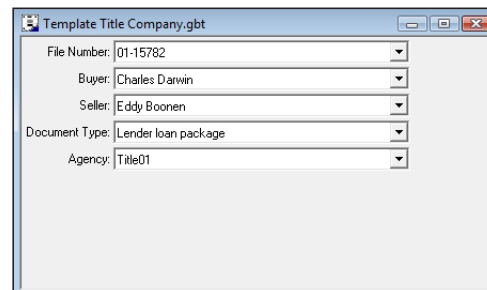 Template Title Company.gbt
File Number: 01-15782
Buyer: Charles Darwin
Seller: Eddy Boonen
Document Type: Lender loan package
Agency: Title01